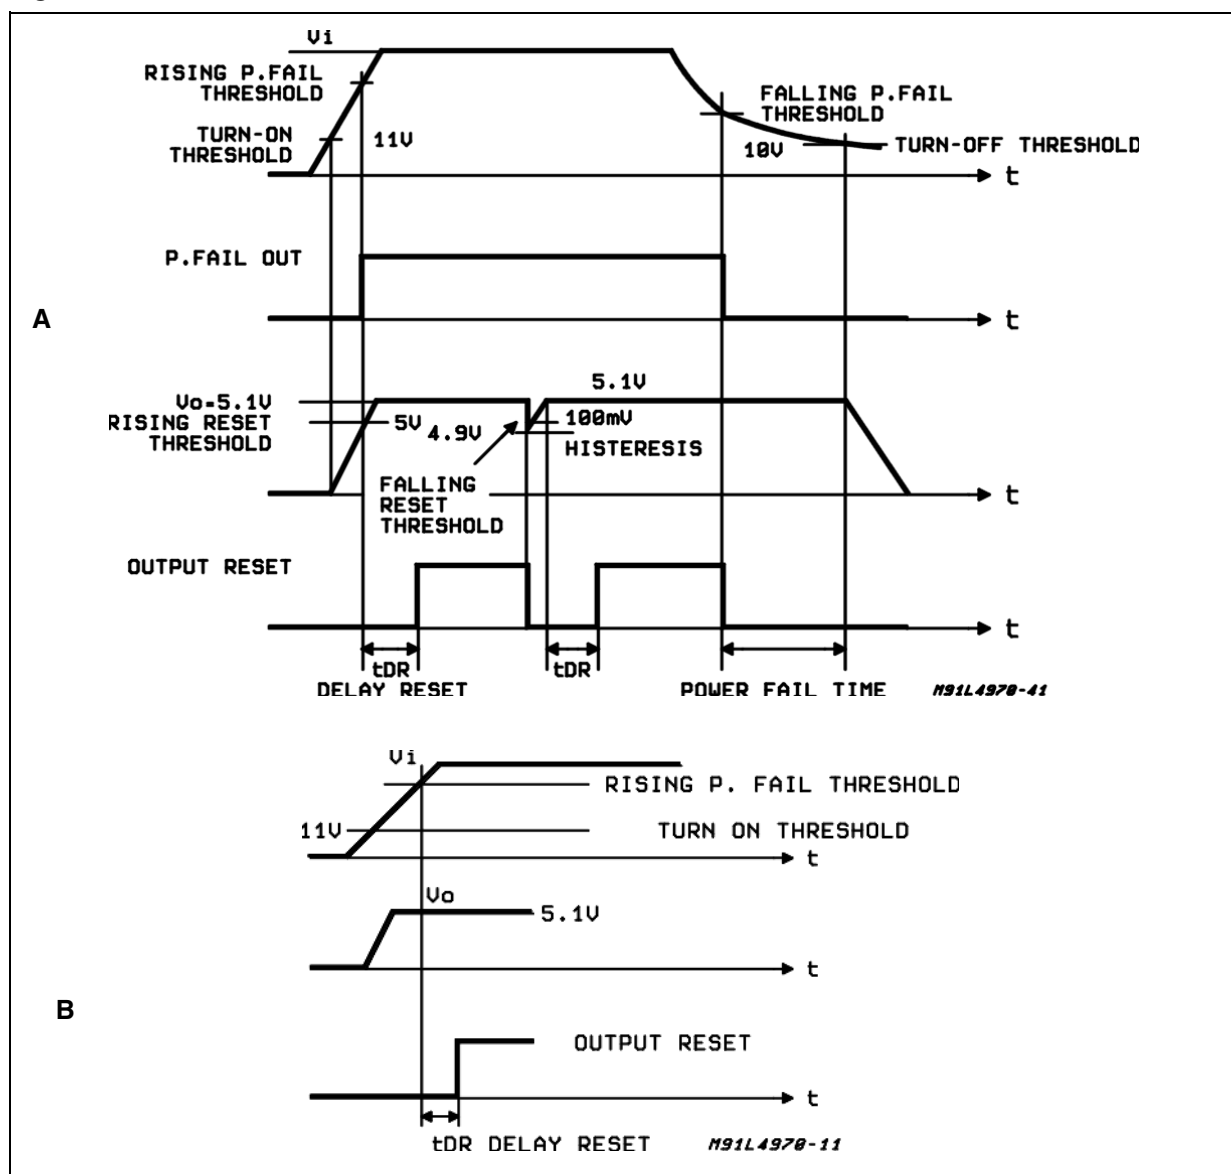 Vi
RISING P.FAIL
THRESHOLD
TURN-ON
THRESHOLD
11V
FALLING P.FAIL
THRESHOLD
10V
TURN-OFF THRESHOLD
t
P.FAIL OUT
A
t
Vo=5.1V
RISING RESET
THRESHOLD
5V
4.9V
5.1V
100mV
HISTERESIS
FALLING
RESET
THRESHOLD
t
OUTPUT RESET
t
tDR
tDR
DELAY RESET
POWER FAIL TIME
M91L4970-41
Vi
RISING P. FAIL THRESHOLD
11V
TURN ON THRESHOLD
t
Vo
5.1V
t
B
OUTPUT RESET
t
tDR DELAY RESET
M91L4970-11